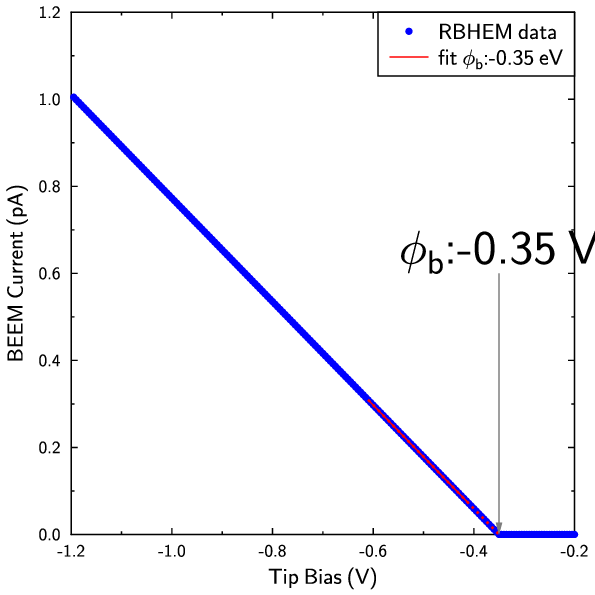 1.2
RBHEM data
fit ϕb:-0.35 eV
1.0
0.8
ϕb:-0.35 V
0.6
0.4
0.2
0.0
-1.2 -1.0 -0.8 -0.6 -0.4 -0.2
BEEM Current (pA)
Tip Bias (V)